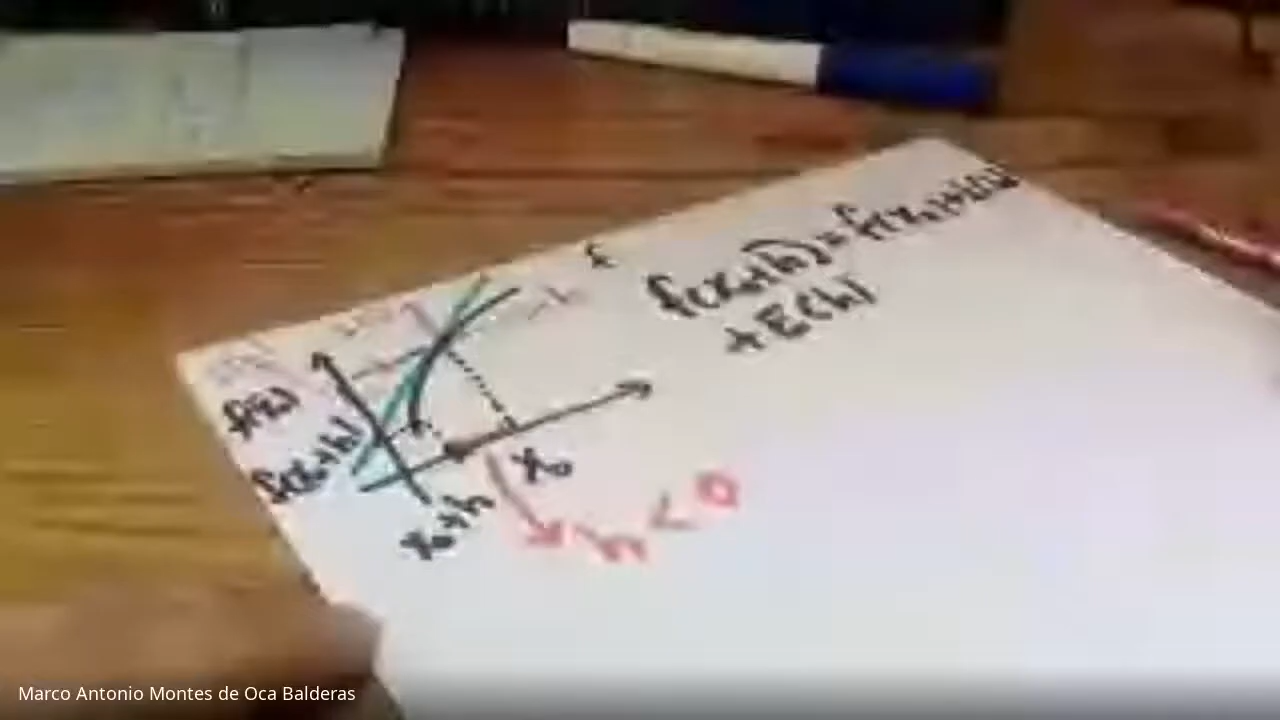 f
f(x₀+h) = f(x₀)+
+ E(h)
f(x₀)
f(x₀+h)
x₀
x₀+h
h < 0
Marco Antonio Montes de Oca Balderas